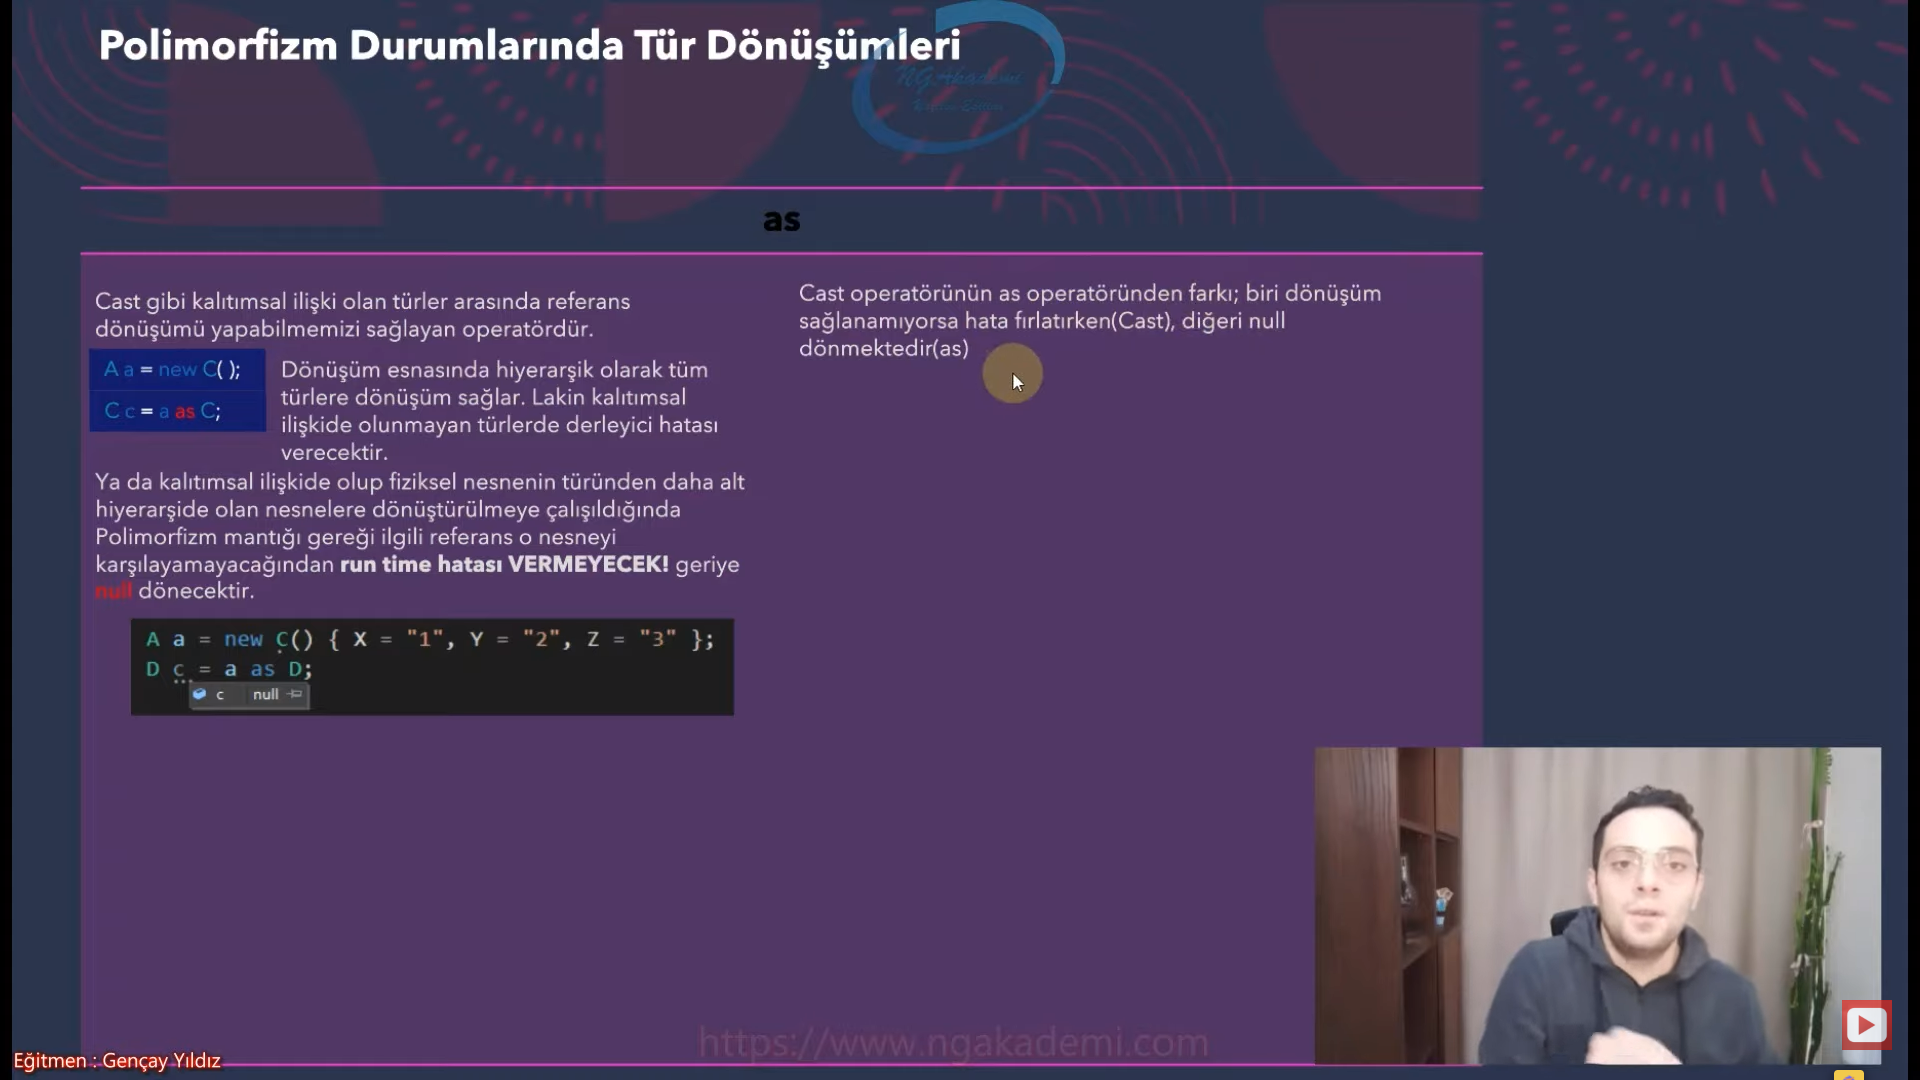 Polimorfizm Durumlarında Tür Dönüşümleri
NGAkademi
as
Cast gibi kalıtımsal ilişki olan türler arasında referans
dönüşümü yapabilmemizi sağlayan operatördür.
A a = new C( );
C c = a as C;
Dönüşüm esnasında hiyerarşik olarak tüm
türlere dönüşüm sağlar. Lakin kalıtımsal
ilişkide olunmayan türlerde derleyici hatası
verecektir.
Ya da kalıtımsal ilişkide olup fiziksel nesnenin türünden daha alt
hiyerarşide olan nesnelere dönüştürülmeye çalışıldığında
Polimorfizm mantığı gereği ilgili referans o nesneyi
karşılayamayacağından run time hatası VERMEYECEK! geriye
null dönecektir.
A a = new C() { X = "1", Y = "2", Z = "3" };
D c = a as D;
c null
Cast operatörünün as operatöründen farkı; biri dönüşüm
sağlanamıyorsa hata fırlatırken(Cast), diğeri null
dönmektedir(as)
https://www.ngakademi.com
Eğitmen : Gençay Yıldız